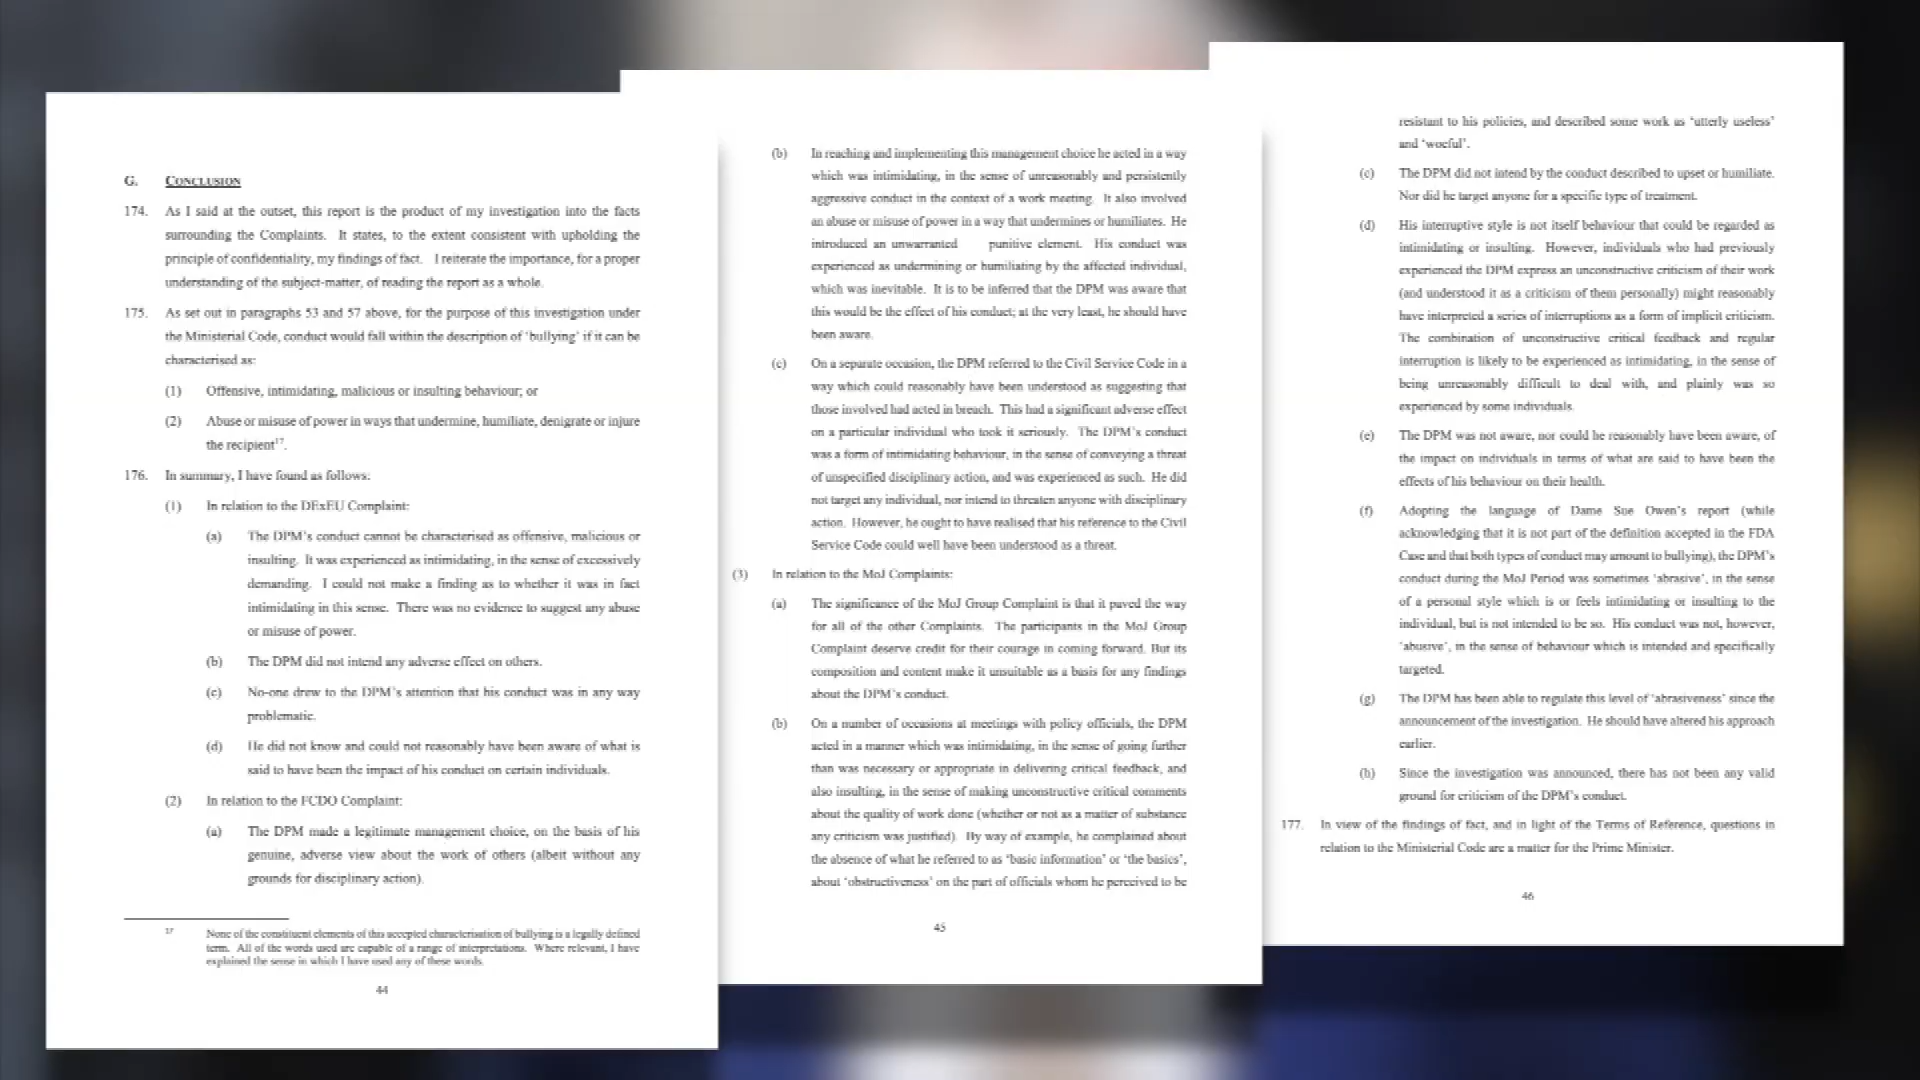 G. CONCLUSION
174. As I said at the outset, this report is the product of my investigation into the facts
surrounding the Complaints. It states, to the extent consistent with upholding the
principle of confidentiality, my findings of fact. I reiterate the importance, for a proper
understanding of the subject-matter, of reading the report as a whole.
175. As set out in paragraphs 53 and 57 above, for the purpose of this investigation under
the Ministerial Code, conduct would fall within the description of 'bullying' if it can be
characterised as:
(1) Offensive, intimidating, malicious or insulting behaviour; or
(2) Abuse or misuse of power in ways that undermine, humiliate, denigrate or injure
the recipient17.
176. In summary, I have found as follows:
(1) In relation to the DExEU Complaint:
(a) The DPM's conduct cannot be characterised as offensive, malicious or
insulting. It was experienced as intimidating, in the sense of excessively
demanding. I could not make a finding as to whether it was in fact
intimidating in this sense. There was no evidence to suggest any abuse
or misuse of power.
(b) The DPM did not intend any adverse effect on others.
(c) No-one drew to the DPM's attention that his conduct was in any way
problematic.
(d) He did not know and could not reasonably have been aware of what is
said to have been the impact of his conduct on certain individuals.
(2) In relation to the FCDO Complaint:
(a) The DPM made a legitimate management choice, on the basis of his
genuine, adverse view about the work of others (albeit without any
grounds for disciplinary action).
17 None of the constituent elements of this accepted characterisation of bullying is a legally defined
term. All of the words used are capable of a range of interpretations. Where relevant, I have
explained the sense in which I have used any of these words.
44
(b) In reaching and implementing this management choice he acted in a way
which was intimidating, in the sense of unreasonably and persistently
aggressive conduct in the context of a work meeting. It also involved
an abuse or misuse of power in a way that undermines or humiliates. He
introduced an unwarranted punitive element. His conduct was
experienced as undermining or humiliating by the affected individual,
which was inevitable. It is to be inferred that the DPM was aware that
this would be the effect of his conduct; at the very least, he should have
been aware.
(c) On a separate occasion, the DPM referred to the Civil Service Code in a
way which could reasonably have been understood as suggesting that
those involved had acted in breach. This had a significant adverse effect
on a particular individual who took it seriously. The DPM's conduct
was a form of intimidating behaviour, in the sense of conveying a threat
of unspecified disciplinary action, and was experienced as such. He did
not target any individual, nor intend to threaten anyone with disciplinary
action. However, he ought to have realised that his reference to the Civil
Service Code could well have been understood as a threat.
(3) In relation to the MoJ Complaints:
(a) The significance of the MoJ Group Complaint is that it paved the way
for all of the other Complaints. The participants in the MoJ Group
Complaint deserve credit for their courage in coming forward. But its
composition and content make it unsuitable as a basis for any findings
about the DPM's conduct.
(b) On a number of occasions at meetings with policy officials, the DPM
acted in a manner which was intimidating, in the sense of going further
than was necessary or appropriate in delivering critical feedback, and
also insulting, in the sense of making unconstructive critical comments
about the quality of work done (whether or not as a matter of substance
any criticism was justified). By way of example, he complained about
the absence of what he referred to as 'basic information' or 'the basics',
about 'obstructiveness' on the part of officials whom he perceived to be
45
resistant to his policies, and described some work as 'utterly useless'
and 'woeful'.
(c) The DPM did not intend by the conduct described to upset or humiliate.
Nor did he target anyone for a specific type of treatment.
(d) His interruptive style is not itself behaviour that could be regarded as
intimidating or insulting. However, individuals who had previously
experienced the DPM express an unconstructive criticism of their work
(and understood it as a criticism of them personally) might reasonably
have interpreted a series of interruptions as a form of implicit criticism.
The combination of unconstructive critical feedback and regular
interruption is likely to be experienced as intimidating, in the sense of
being unreasonably difficult to deal with, and plainly was so
experienced by some individuals.
(e) The DPM was not aware, nor could he reasonably have been aware, of
the impact on individuals in terms of what are said to have been the
effects of his behaviour on their health.
(f) Adopting the language of Dame Sue Owen's report (while
acknowledging that it is not part of the definition accepted in the FDA
Case and that both types of conduct may amount to bullying), the DPM's
conduct during the MoJ Period was sometimes 'abrasive', in the sense
of a personal style which is or feels intimidating or insulting to the
individual, but is not intended to be so. His conduct was not, however,
'abusive', in the sense of behaviour which is intended and specifically
targeted.
(g) The DPM has been able to regulate this level of 'abrasiveness' since the
announcement of the investigation. He should have altered his approach
earlier.
(h) Since the investigation was announced, there has not been any valid
ground for criticism of the DPM's conduct.
177. In view of the findings of fact, and in light of the Terms of Reference, questions in
relation to the Ministerial Code are a matter for the Prime Minister.
46